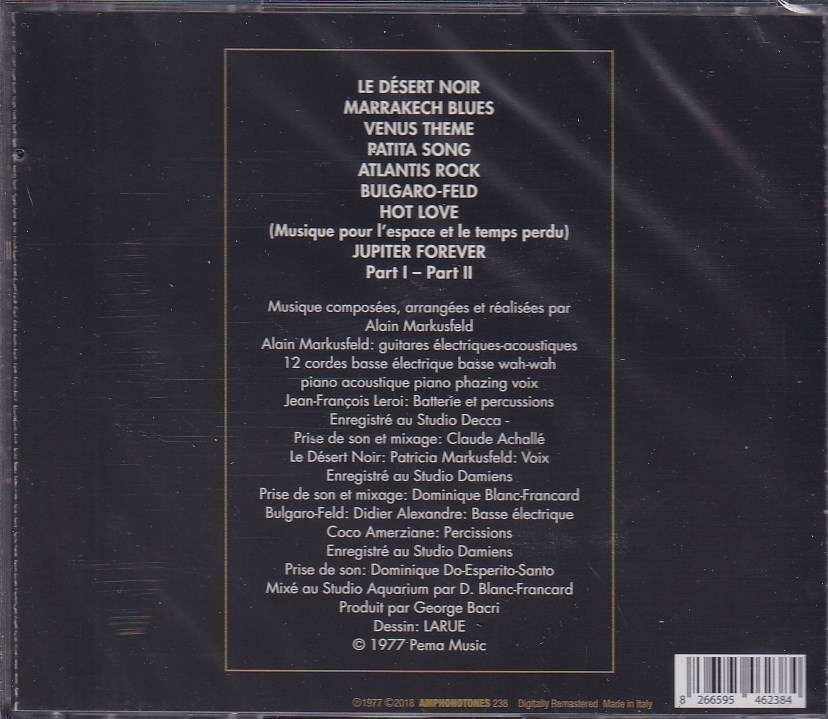 LE DÉSERT NOIR
MARRAKECH BLUES
VENUS THEME
PATITA SONG
ATLANTIS ROCK
BULGARO-FELD
HOT LOVE
(Musique pour l'espace et le temps perdu)
JUPITER FOREVER
Part I – Part II
Musique composées, arrangées et réalisées par
Alain Markusfeld
Alain Markusfeld: guitares électriques-acoustiques
12 cordes basse électrique basse wah-wah
piano acoustique piano phazing voix
Jean-François Leroi: Batterie et percussions
Enregistré au Studio Decca -
Prise de son et mixage: Claude Achallé
Le Désert Noir: Patricia Markusfeld: Voix
Enregistré au Studio Damiens
Prise de son et mixage: Dominique Blanc-Francard
Bulgaro-Feld: Didier Alexandre: Basse électrique
Coco Amerziane: Percissions
Enregistré au Studio Damiens
Prise de son: Dominique Do-Esperito-Santo
Mixé au Studio Aquarium par D. Blanc-Francard
Produit par George Bacri
Dessin: LARUE
© 1977 Pema Music
℗1977 ©2018 AMPHONOTONES 238 Digitally Remastered Made in Italy
8 266595 462384